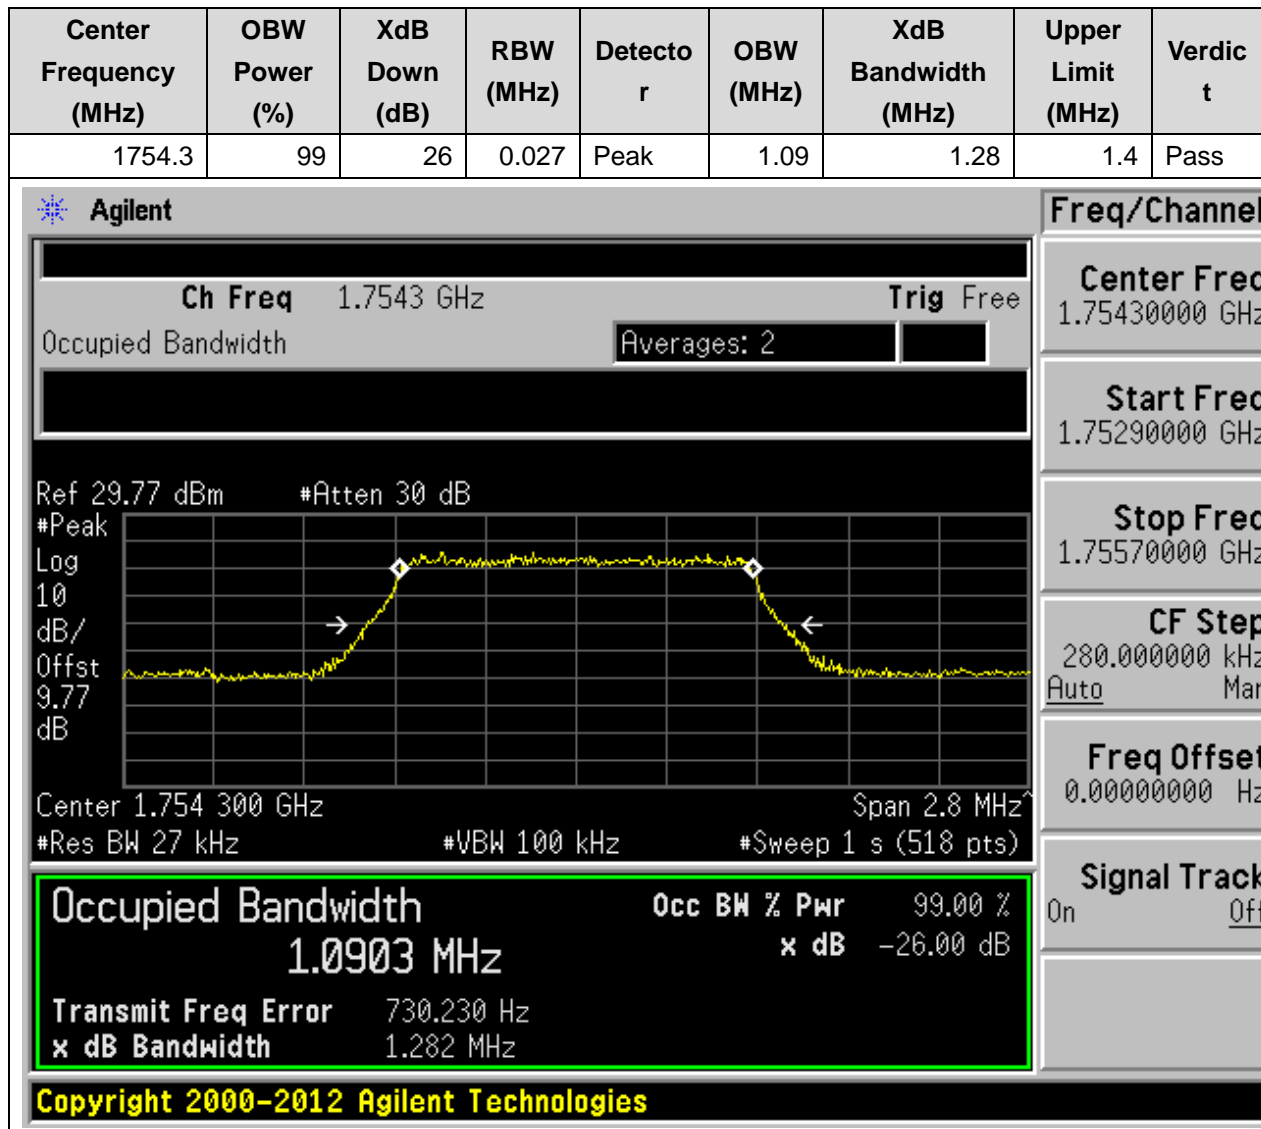 Center Frequency (MHz) OBW Power (%) XdB Down (dB) RBW (MHz) Detecto r OBW (MHz) XdB Bandwidth (MHz) Upper Limit (MHz) Verdic t
1754.3 99 26 0.027 Peak 1.09 1.28 1.4 Pass
Agilent
Freq/Channel
Ch Freq 1.7543 GHz Trig Free
Occupied Bandwidth Averages: 2
Center Freq
1.75430000 GHz
Start Freq
1.75290000 GHz
Stop Freq
1.75570000 GHz
CF Step
280.000000 kHz
Auto Man
Freq Offset
0.00000000 Hz
Signal Track
On Off
Ref 29.77 dBm #Atten 30 dB
#Peak
Log
10
dB/
Offst
9.77
dB
Center 1.754 300 GHz Span 2.8 MHz^
#Res BW 27 kHz #VBW 100 kHz #Sweep 1 s (518 pts)
Occupied Bandwidth Occ BW % Pwr 99.00 %
1.0903 MHz x dB -26.00 dB
Transmit Freq Error 730.230 Hz
x dB Bandwidth 1.282 MHz
Copyright 2000-2012 Agilent Technologies